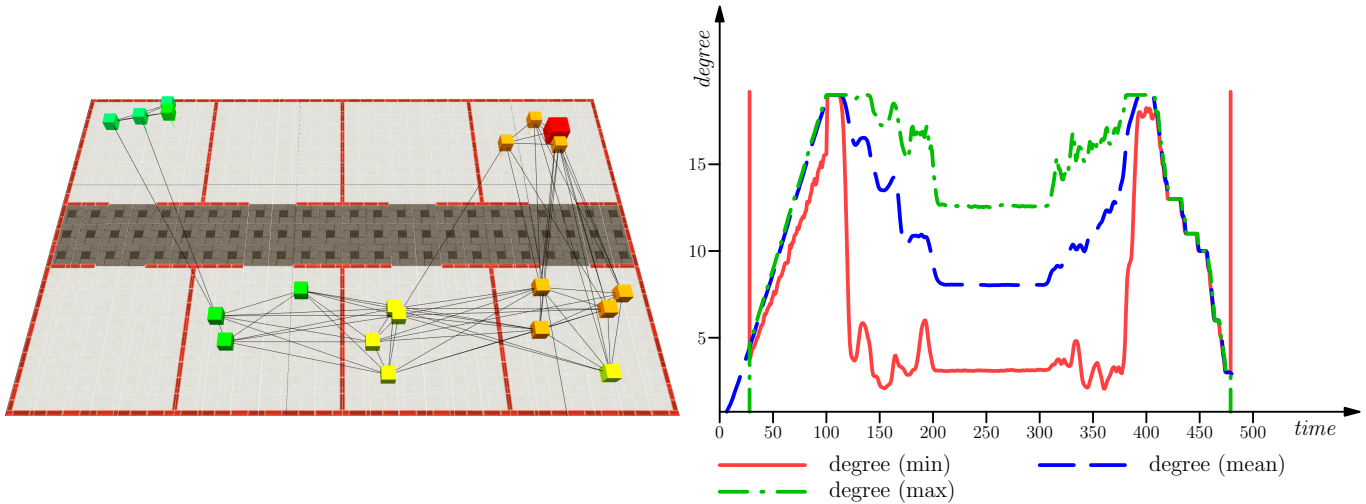 degree
15
10
5
0 50 100 150 200 250 300 350 400 450 500 time
degree (min) degree (mean)
degree (max)